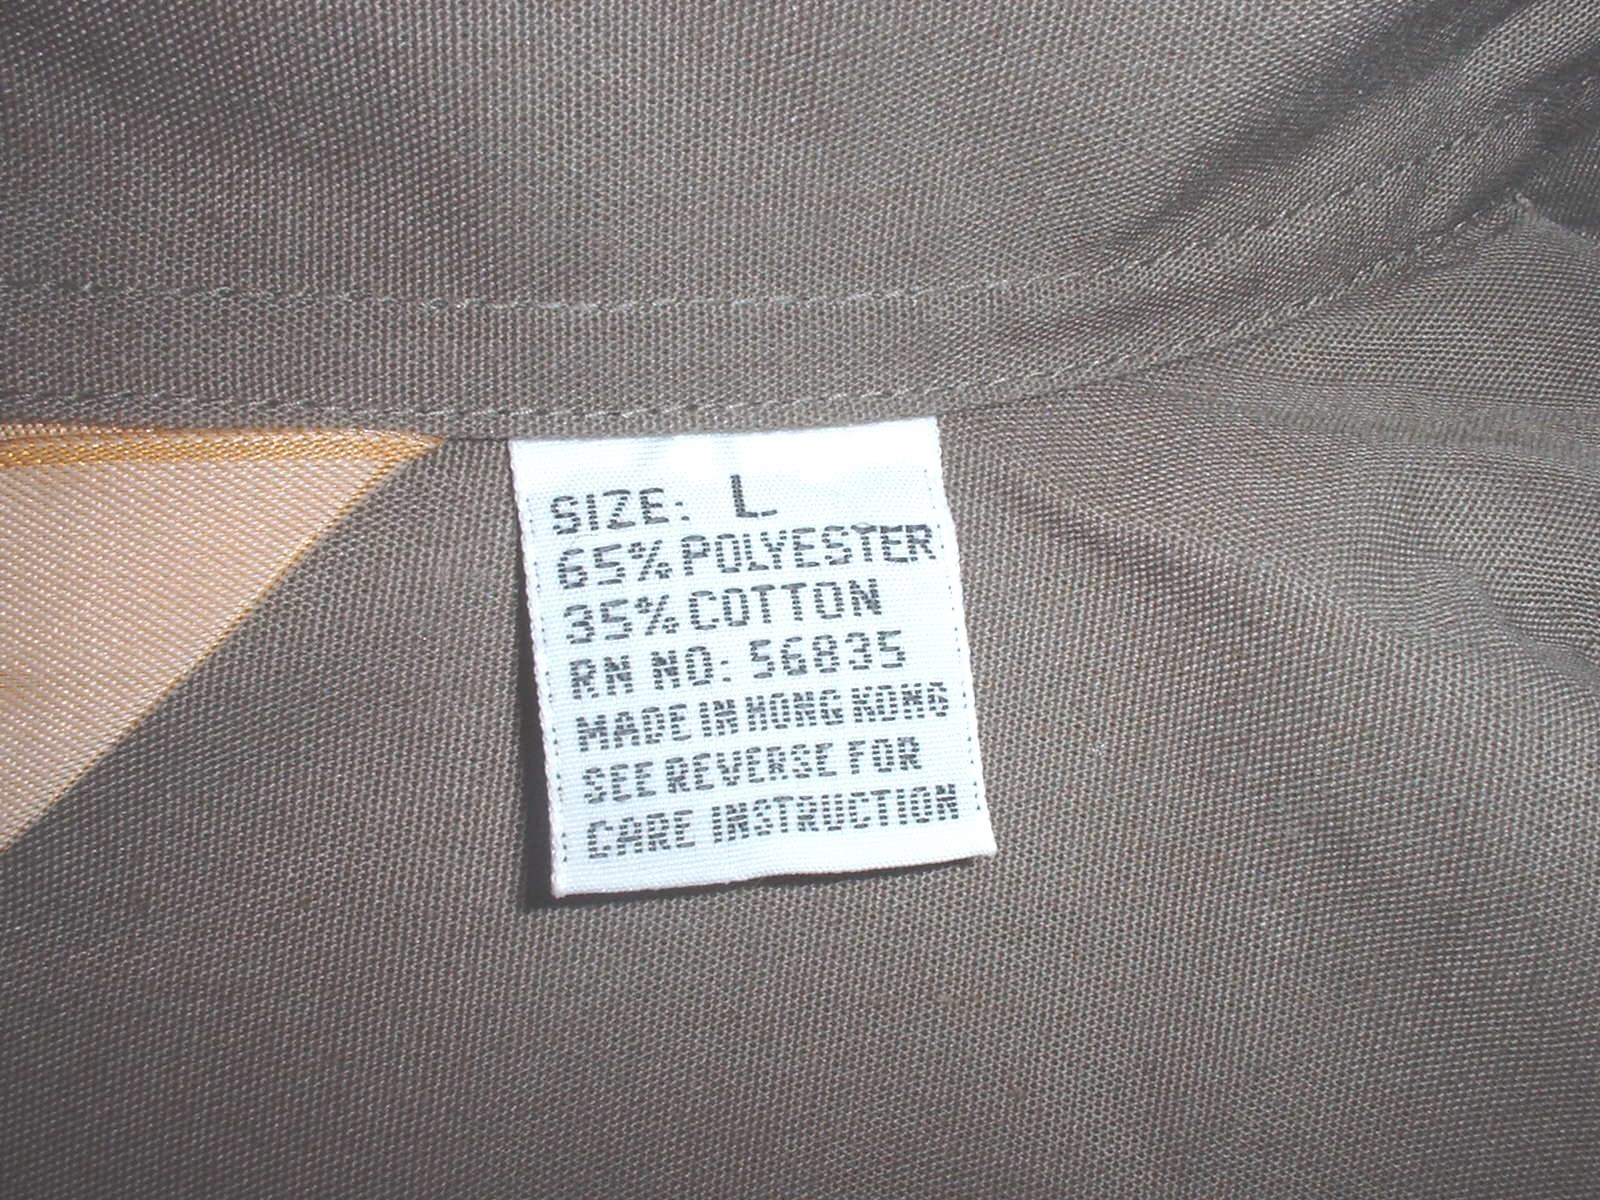 SIZE: L
65% POLYESTER
35% COTTON
RN NO: 56835
MADE IN HONG KONG
SEE REVERSE FOR
CARE INSTRUCTION